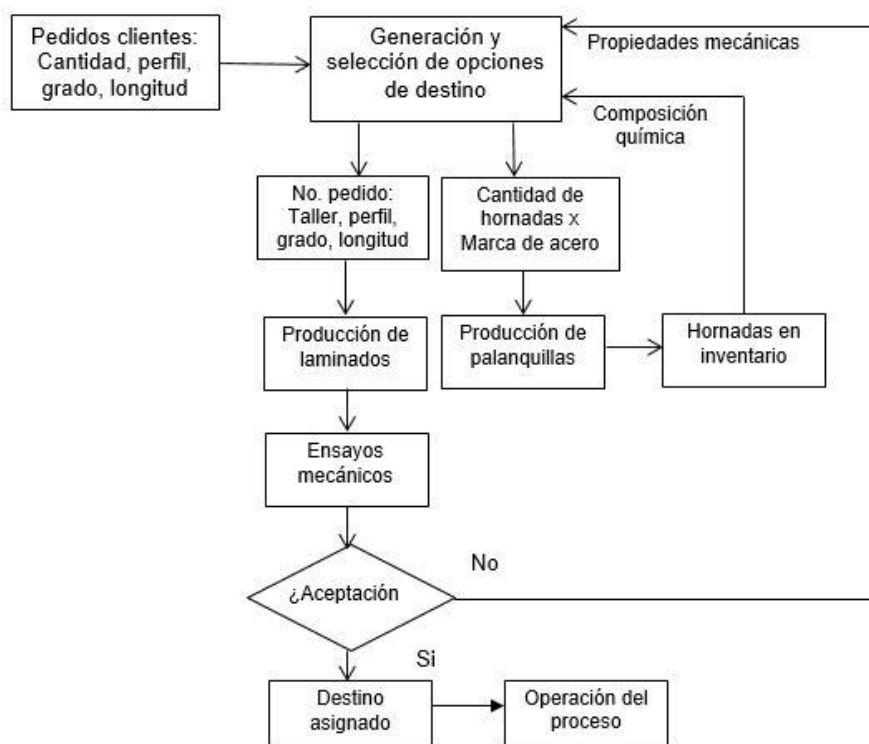 Pedidos clientes:
Cantidad, perfil,
grado, longitud
Generación y
selección de opciones
de destino
Propiedades mecánicas
Composición
química
No. pedido:
Taller, perfil,
grado, longitud
Cantidad de
hornadas x
Marca de acero
Producción de
laminados
Producción de
palanquillas
Hornadas en
inventario
Ensayos
mecánicos
¿Aceptación
No
Si
Destino
asignado
Operación del
proceso